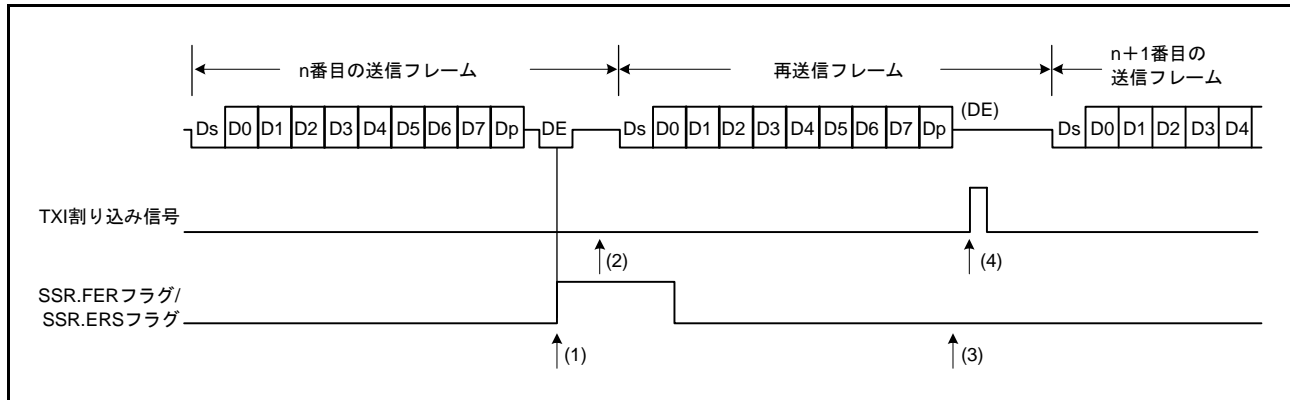 n番目の送信フレーム
再送信フレーム
n＋1番目の
送信フレーム
Ds D0 D1 D2 D3 D4 D5 D6 D7 Dp DE Ds D0 D1 D2 D3 D4 D5 D6 D7 Dp (DE) Ds D0 D1 D2 D3 D4
TXI割り込み信号
(2) (4)
SSR.FERフラグ/
SSR.ERSフラグ
(1) (3)